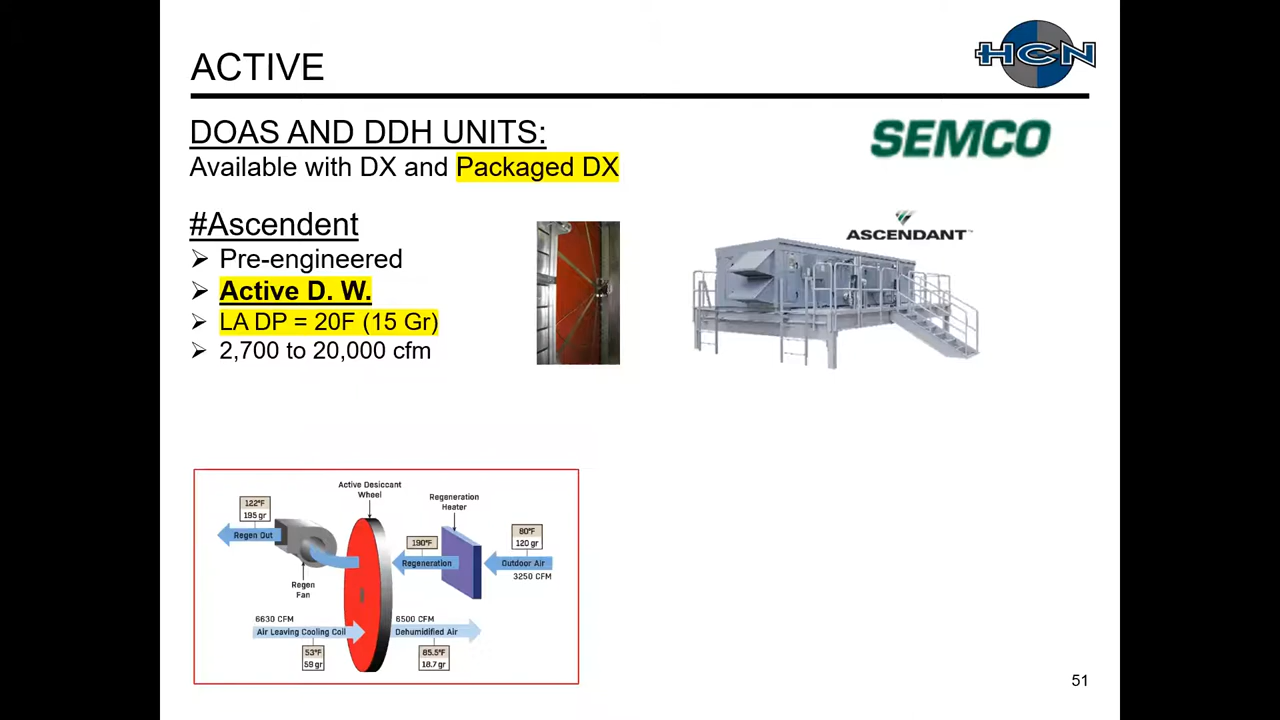 ACTIVE
HCN
DOAS AND DDH UNITS:
SEMCO
Available with DX and Packaged DX
#Ascendent
ASCENDANT™
➢ Pre-engineered
➢ Active D. W.
➢ LA DP = 20F (15 Gr)
➢ 2,700 to 20,000 cfm
Active Desiccant
Wheel
Regeneration
Heater
122°F
195 gr
Regen Out
190°F
Regeneration
80°F
120 gr
Outdoor Air
3250 CFM
Regen
Fan
6630 CFM
Air Leaving Cooling Coil
53°F
59 gr
6500 CFM
Dehumidified Air
85.5°F
18.7 gr
51